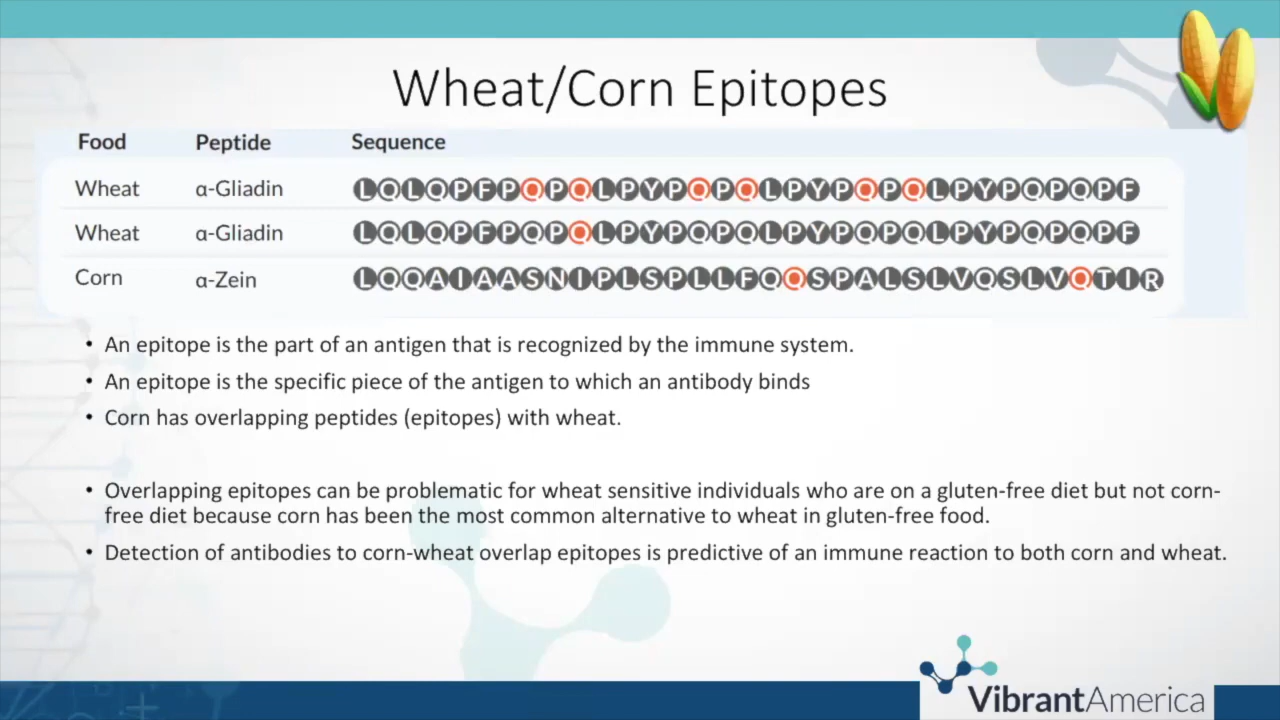 Wheat/Corn Epitopes
Food Peptide Sequence
Wheat α-Gliadin LQLQPFPQPQLPYPQPQLPYPQPQLPYPQPQPF
Wheat α-Gliadin LQLQPFPQPQLPYPQPQLPYPQPQLPYPQPQPF
Corn α-Zein LQQAIAASNIPLSPLLFQQSPALSLVQSLVQTIR
• An epitope is the part of an antigen that is recognized by the immune system.
• An epitope is the specific piece of the antigen to which an antibody binds
• Corn has overlapping peptides (epitopes) with wheat.
• Overlapping epitopes can be problematic for wheat sensitive individuals who are on a gluten-free diet but not corn-
free diet because corn has been the most common alternative to wheat in gluten-free food.
• Detection of antibodies to corn-wheat overlap epitopes is predictive of an immune reaction to both corn and wheat.
VibrantAmerica